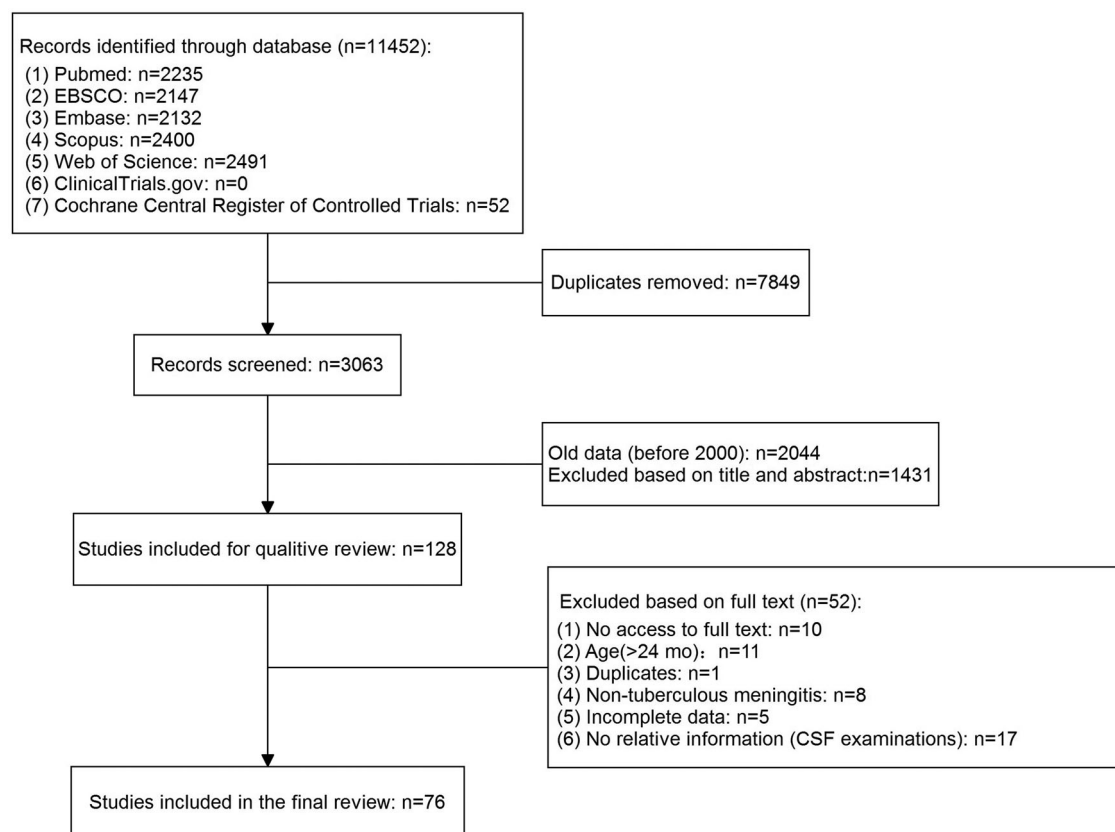 Records identified through database (n=11452):
(1) Pubmed: n=2235
(2) EBSCO: n=2147
(3) Embase: n=2132
(4) Scopus: n=2400
(5) Web of Science: n=2491
(6) ClinicalTrials.gov: n=0
(7) Cochrane Central Register of Controlled Trials: n=52
Duplicates removed: n=7849
Records screened: n=3063
Old data (before 2000): n=2044
Excluded based on title and abstract:n=1431
Studies included for qualitive review: n=128
Excluded based on full text (n=52):
(1) No access to full text: n=10
(2) Age(>24 mo)：n=11
(3) Duplicates: n=1
(4) Non-tuberculous meningitis: n=8
(5) Incomplete data: n=5
(6) No relative information (CSF examinations): n=17
Studies included in the final review: n=76